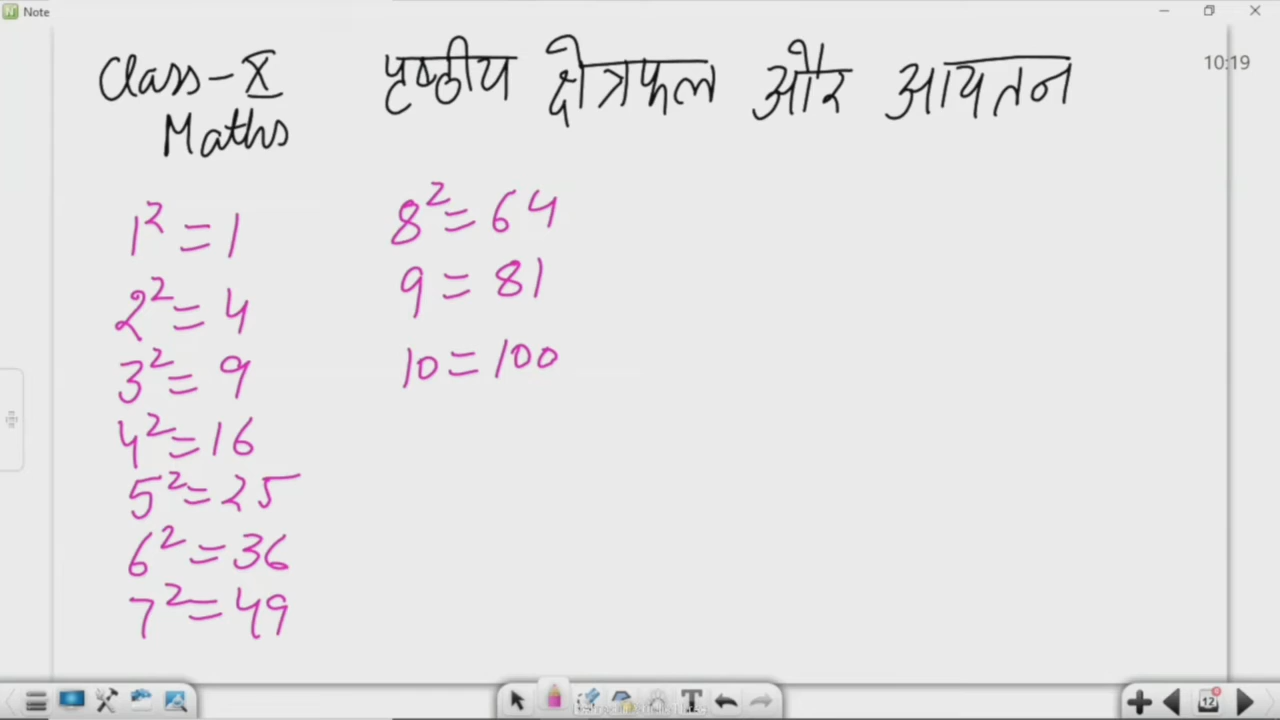 Note
10:19
Class-X पृष्ठीय क्षेत्रफल और आयतन
Maths
1² = 1
2² = 4
3² = 9
4² = 16
5² = 25
6² = 36
7² = 49
8² = 64
9 = 81
10 = 100
T
12